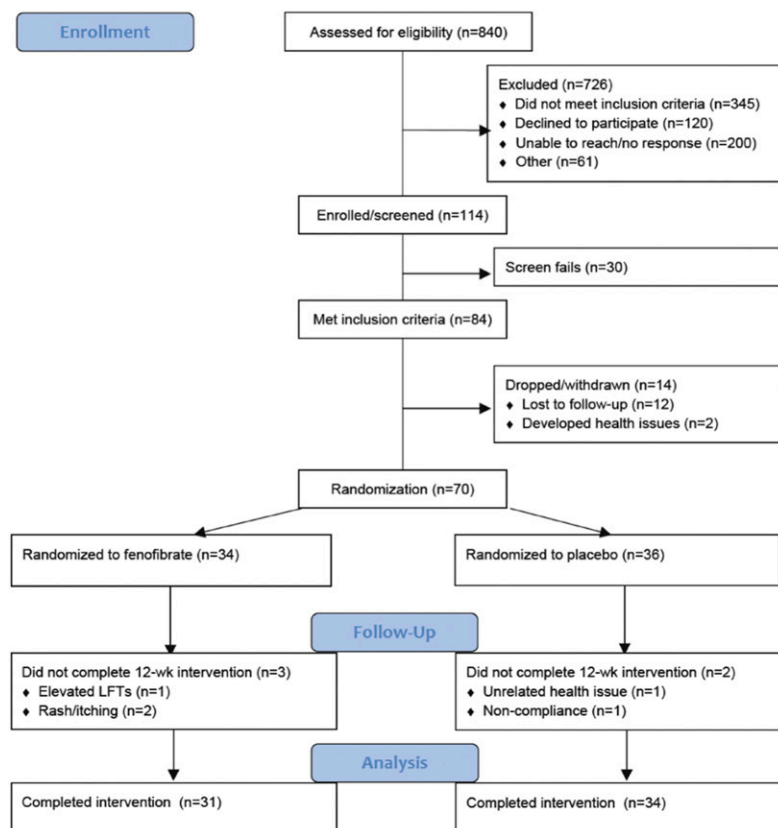 Enrollment
Assessed for eligibility (n=840)
Excluded (n=726)
♦ Did not meet inclusion criteria (n=345)
♦ Declined to participate (n=120)
♦ Unable to reach/no response (n=200)
♦ Other (n=61)
Enrolled/screened (n=114)
Screen fails (n=30)
Met inclusion criteria (n=84)
Dropped/withdrawn (n=14)
♦ Lost to follow-up (n=12)
♦ Developed health issues (n=2)
Randomization (n=70)
Randomized to fenofibrate (n=34)
Randomized to placebo (n=36)
Follow-Up
Did not complete 12-wk intervention (n=3)
♦ Elevated LFTs (n=1)
♦ Rash/itching (n=2)
Did not complete 12-wk intervention (n=2)
♦ Unrelated health issue (n=1)
♦ Non-compliance (n=1)
Analysis
Completed intervention (n=31)
Completed intervention (n=34)